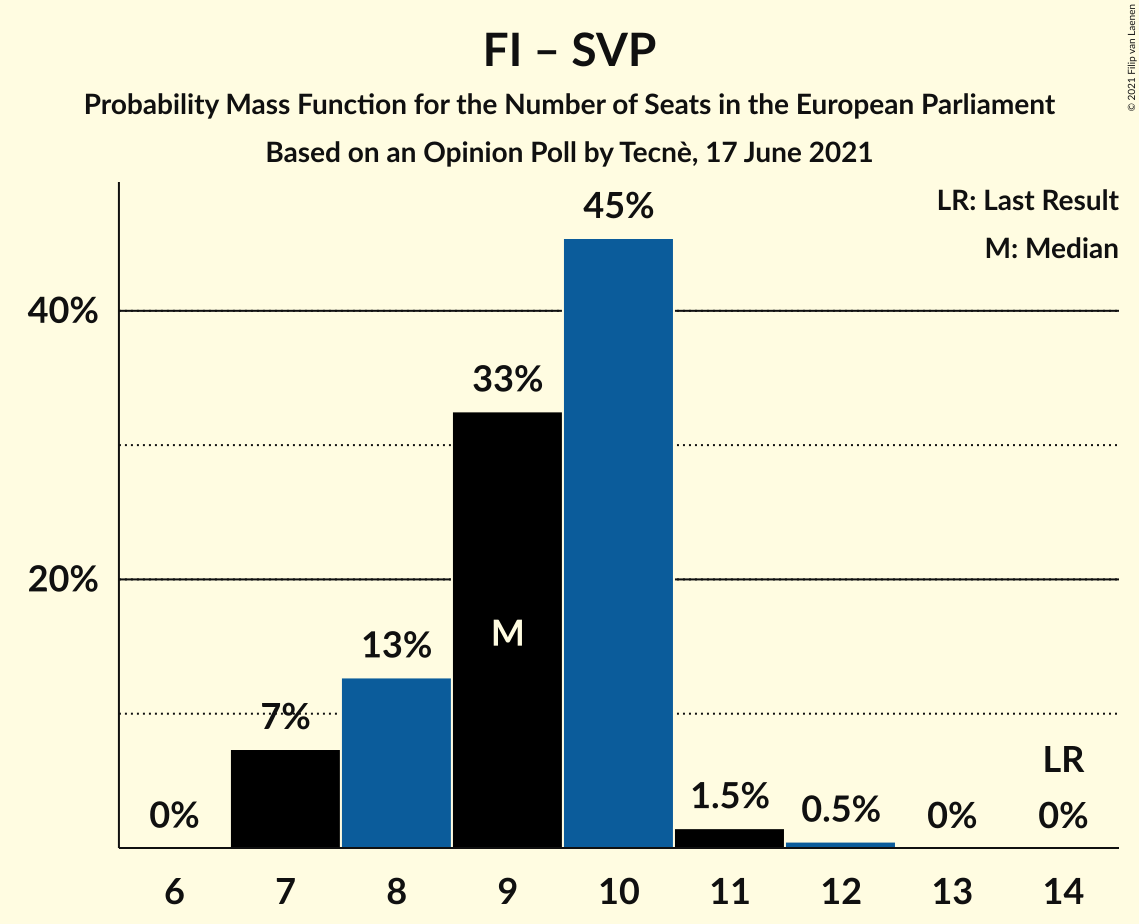 FI – SVP
Probability Mass Function for the Number of Seats in the European Parliament
Based on an Opinion Poll by Tecnè, 17 June 2021
© 2021 Filip van Laenen
LR: Last Result
M: Median
45%
40%
33%
20%
M
13%
7%
LR
1.5%
0.5%
0%
0%
0%
6 7 8 9 10 11 12 13 14